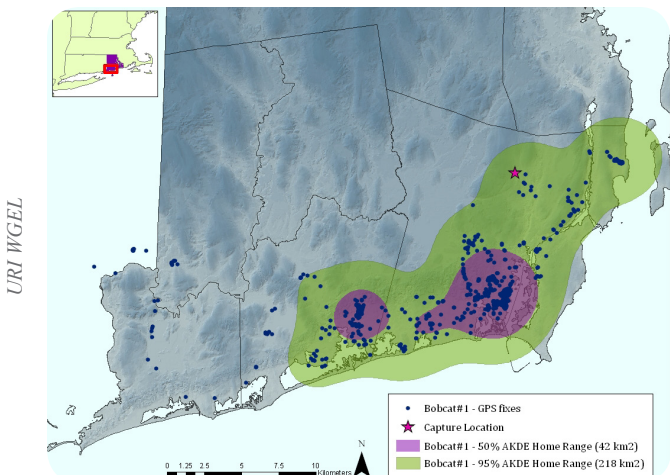 URI WGEL
Bobcat#1 - GPS fixes
Capture Location
Bobcat#1 - 50% AKDE Home Range (42 km2)
Bobcat#1 - 95% AKDE Home Range (218 km2)
N
0 1.25 2.5 5 7.5 10
Kilometers